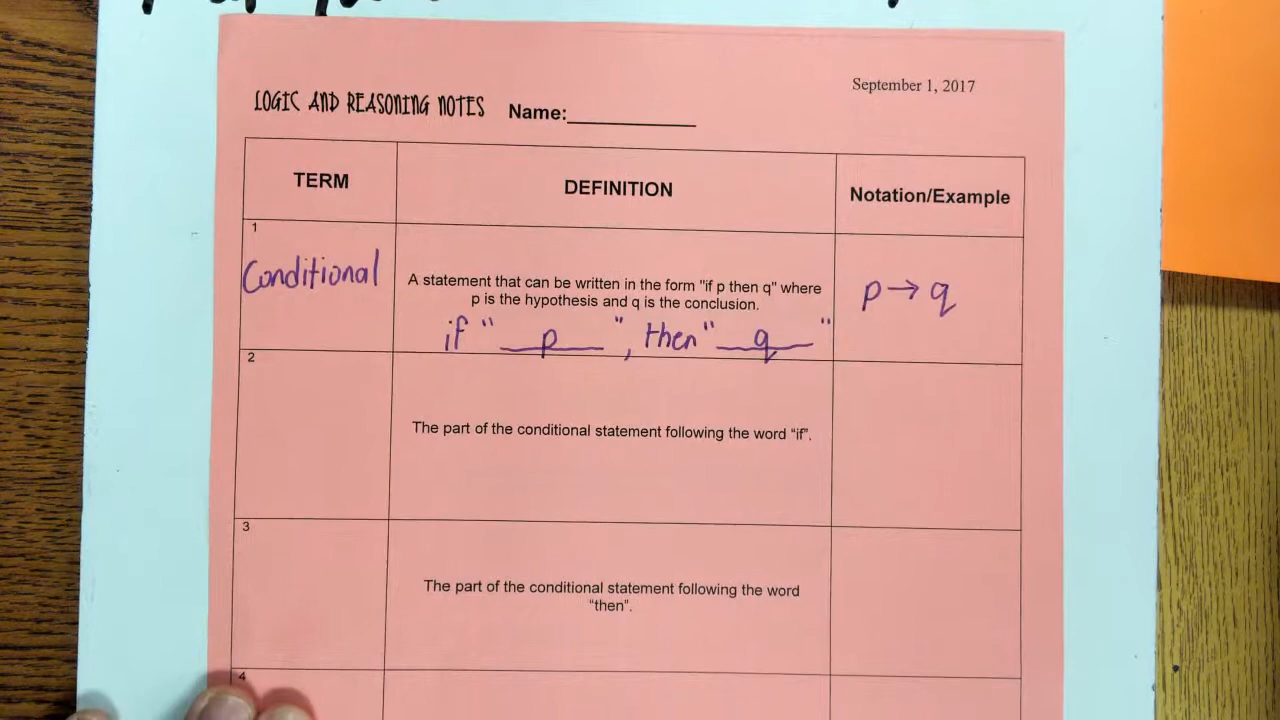 September 1, 2017
LOGIC AND REASONING NOTES Name:__________
TERM DEFINITION Notation/Example
1
Conditional
A statement that can be written in the form "if p then q" where
p is the hypothesis and q is the conclusion.
if "__p__", then "__q__"
p→q
2
The part of the conditional statement following the word “if”.
3
The part of the conditional statement following the word
“then”.
4